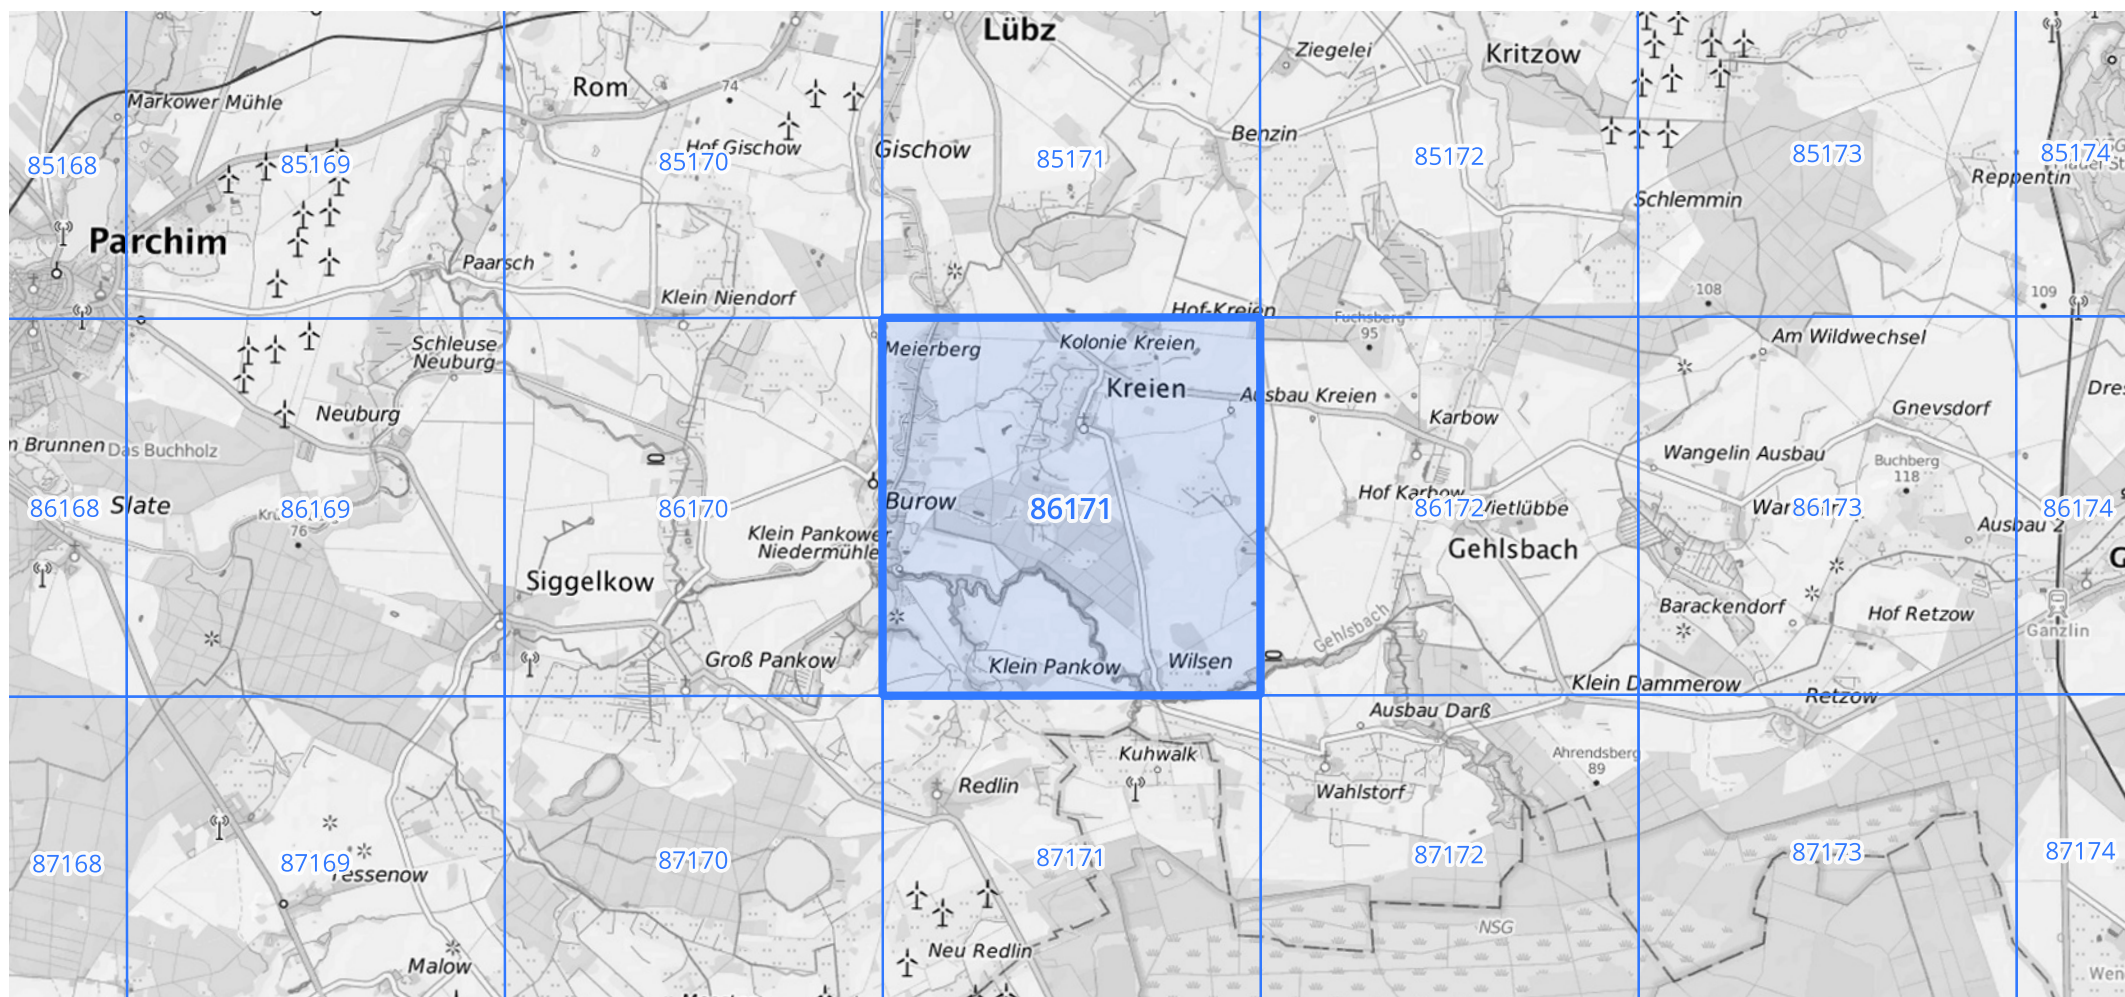 Lübz
Ziegelei
Kritzow
Rom
74
Markower Mühle
Benzin
Hof Gischow
Gischow
85168
85169
85170
85171
85172
85173
85174
Reppentin
Schlemmin
Parchim
Paarsch
Klein Niendorf
108
109
Hof-Kreien
Fuchsberg
95
Am Wildwechsel
Schleuse
Neuburg
Meierberg
Kolonie Kreien
Kreien
Ausbau Kreien
Dre
Neuburg
Karbow
Gnevsdorf
n Brunnen
Das Buchholz
Wangelin Ausbau
Buchberg
118
Hof Karbow
86168
Slate
86169
86170
Burow
86171
86172
Vietlübbe
War
86173
86174
76
Klein Pankower
Niedermühle
Ausbau 2
Gehlsbach
G
Siggelkow
Barackendorf
Hof Retzow
Gehlsbach
Ganzlin
Groß Pankow
Klein Pankow
Wilsen
Klein Dammerow
Retzow
Ausbau Darß
Kuhwalk
Ahrendsberg
89
Redlin
Wahlstorf
87168
87169
87170
87171
87172
87173
87174
Tessenow
NSG
Neu Redlin
Malow
Wen